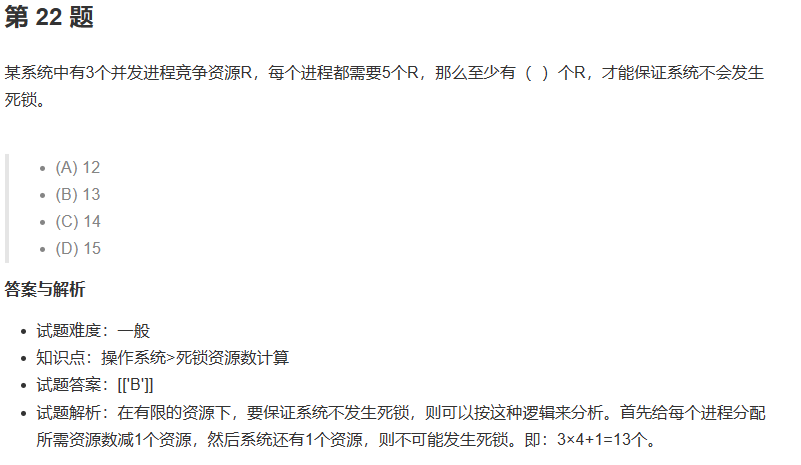 第 22 题
某系统中有3个并发进程竞争资源R，每个进程都需要5个R，那么至少有（ ）个R，才能保证系统不会发生
死锁。
(A) 12
(B) 13
(C) 14
(D) 15
答案与解析
试题难度：一般
知识点：操作系统>死锁资源数计算
试题答案：[['B']]
试题解析：在有限的资源下，要保证系统不发生死锁，则可以按这种逻辑来分析。首先给每个进程分配
所需资源数减1个资源，然后系统还有1个资源，则不可能发生死锁。即：3×4+1=13个。